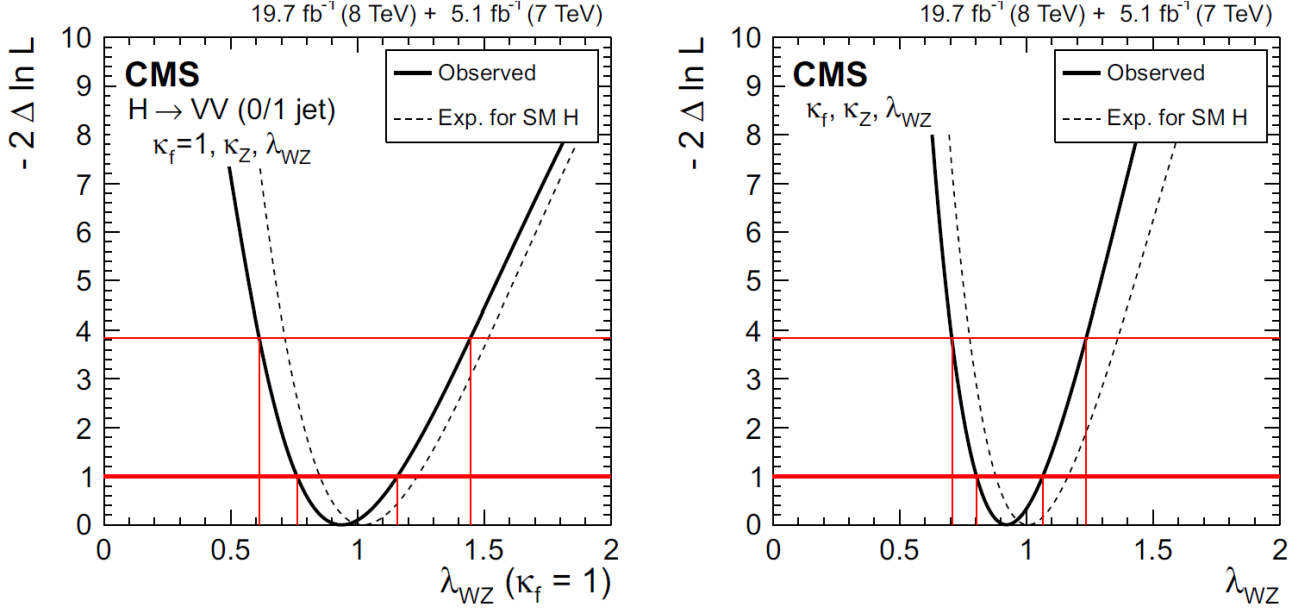 19.7 fb⁻¹ (8 TeV) + 5.1 fb⁻¹ (7 TeV)
- 2 Δ ln L
10
9
8
7
6
5
4
3
2
1
0
CMS
H → VV (0/1 jet)
κf=1, κZ, λWZ
Observed
Exp. for SM H
0 0.5 1 1.5 2
λWZ (κf = 1)
19.7 fb⁻¹ (8 TeV) + 5.1 fb⁻¹ (7 TeV)
- 2 Δ ln L
10
9
8
7
6
5
4
3
2
1
0
CMS
κf, κZ, λWZ
Observed
Exp. for SM H
0 0.5 1 1.5 2
λWZ